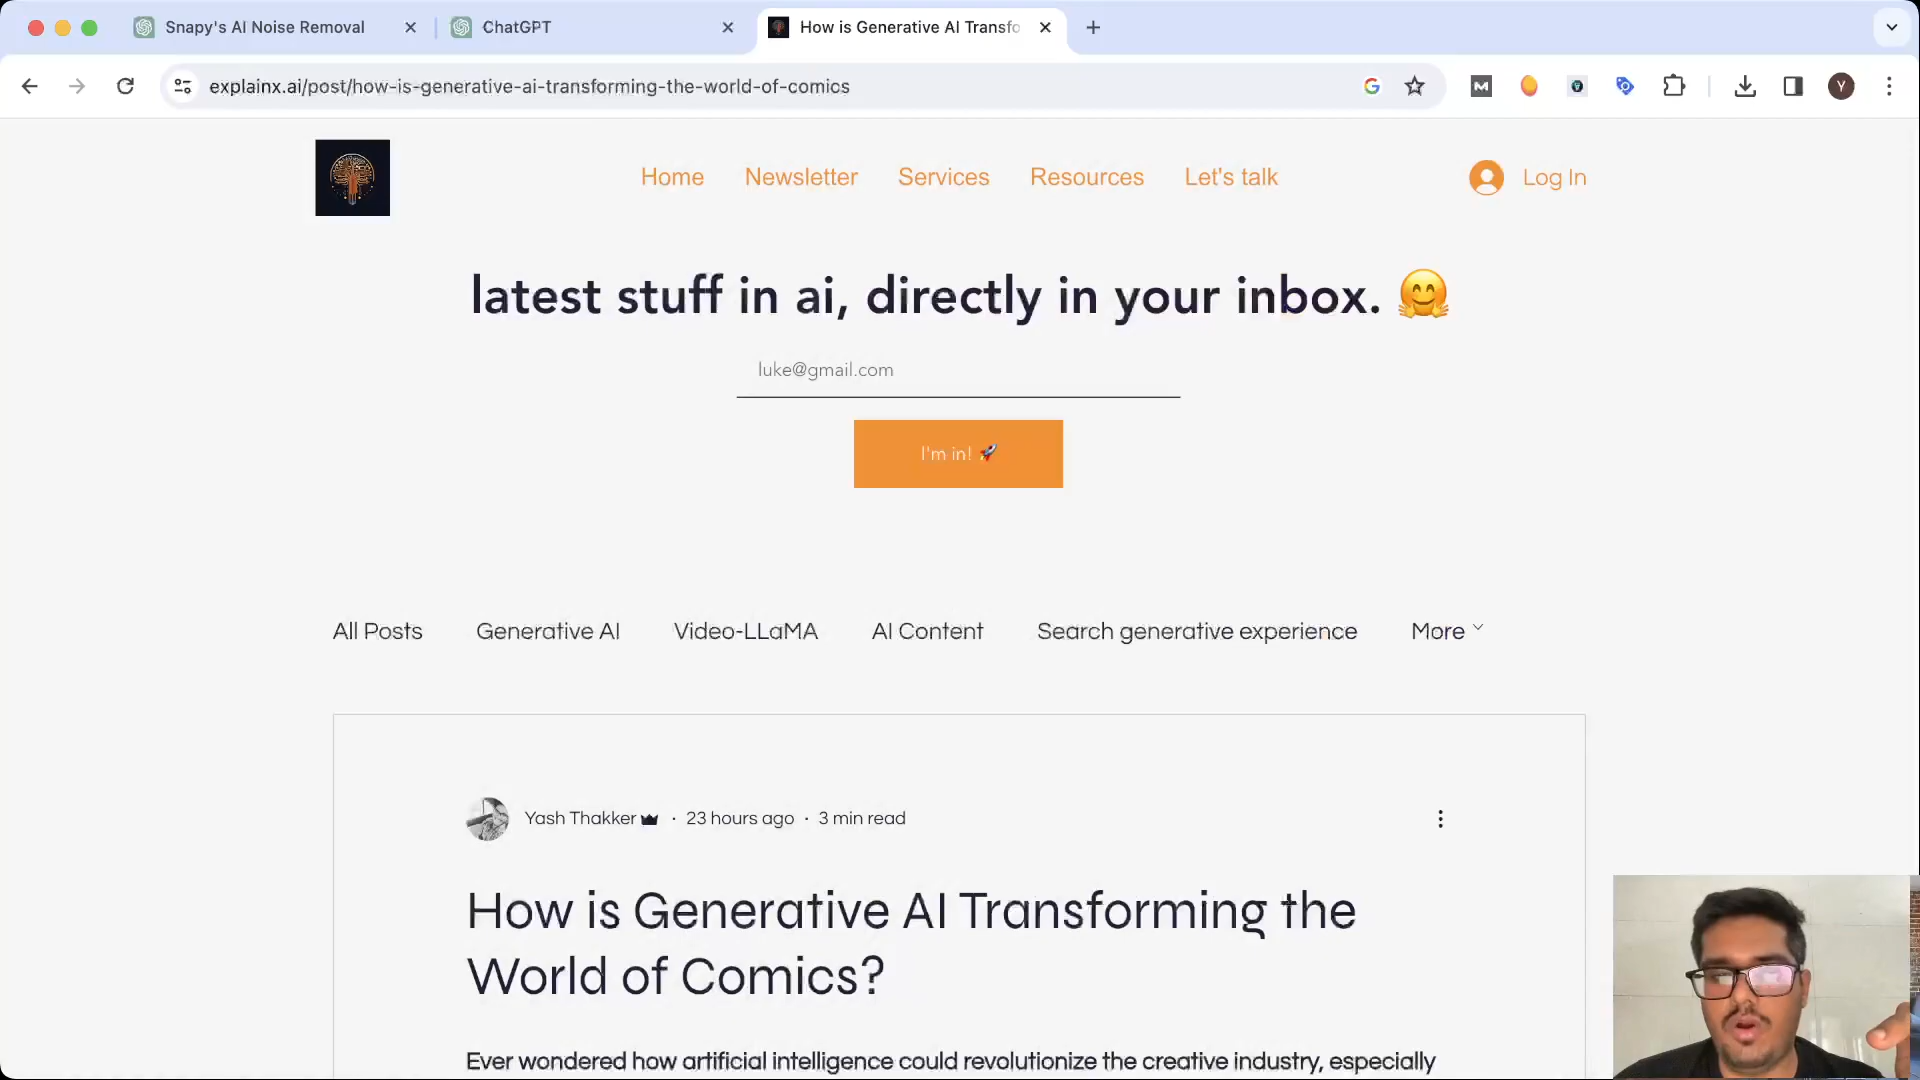 Snapy's AI Noise Removal
ChatGPT
How is Generative AI Transfo
explainx.ai/post/how-is-generative-ai-transforming-the-world-of-comics
Y
Home Newsletter Services Resources Let's talk Log In
latest stuff in ai, directly in your inbox. 🤗
luke@gmail.com
I'm in! 🚀
All Posts Generative AI Video-LLaMA AI Content Search generative experience More
Yash Thakker · 23 hours ago · 3 min read
How is Generative AI Transforming the
World of Comics?
Ever wondered how artificial intelligence could revolutionize the creative industry, especially